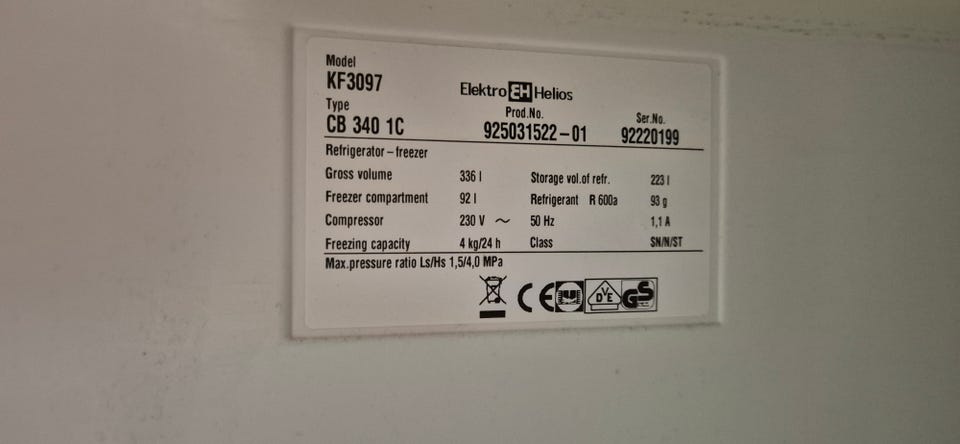 Model
KF3097
Elektro EH Helios
Type
Prod.No.
Ser.No.
CB 340 1C
925031522-01
92220199
Refrigerator-freezer
Gross volume 336 l Storage vol.of refr. 223 l
Freezer compartment 92 l Refrigerant R 600a 93 g
Compressor 230 V ~ 50 Hz 1,1 A
Freezing capacity 4 kg/24 h Class SN/N/ST
Max.pressure ratio Ls/Hs 1,5/4,0 MPa
CE DVE GS